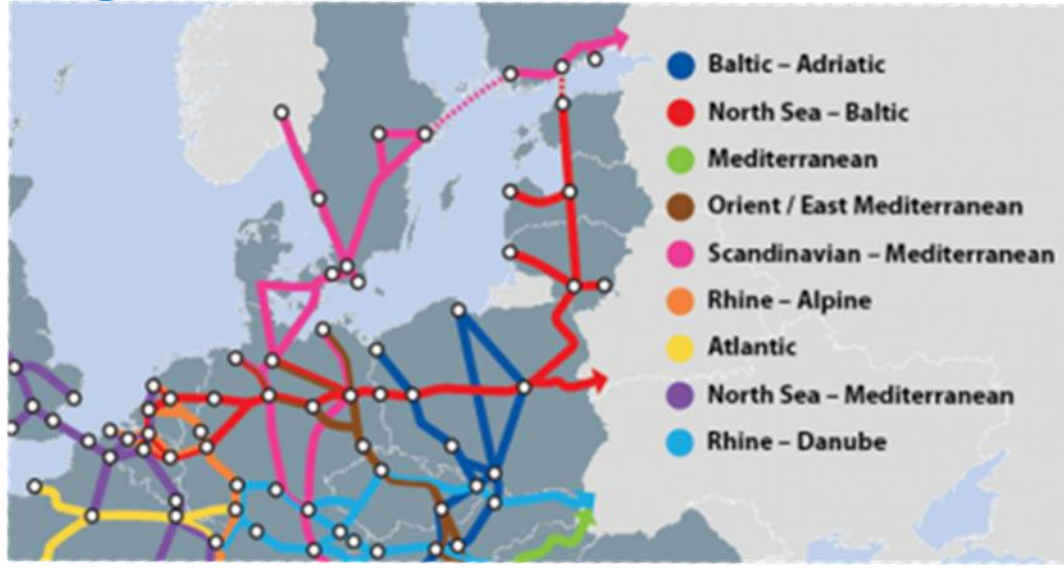 Baltic – Adriatic
North Sea – Baltic
Mediterranean
Orient / East Mediterranean
Scandinavian – Mediterranean
Rhine – Alpine
Atlantic
North Sea – Mediterranean
Rhine – Danube